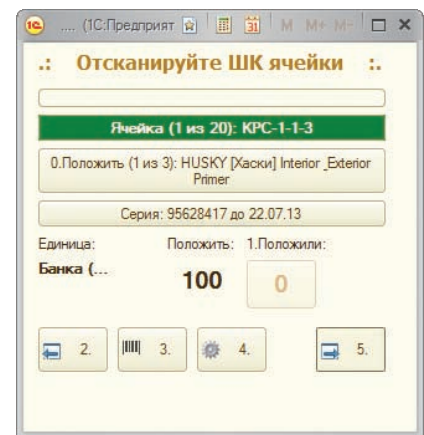 .... (1С:Предприят M M+ M-
.: Отсканируйте ШК ячейки :.
Ячейка (1 из 20): КРС-1-1-3
0.Положить (1 из 3): HUSKY [Хаски] Interior _Exterior
Primer
Серия: 95628417 до 22.07.13
Единица: Положить: 1.Положили:
Банка (... 100 0
2. 3. 4. 5.